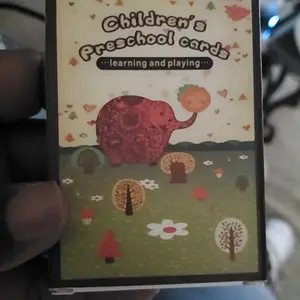 Children's
Preschool cards
···learning and playing···